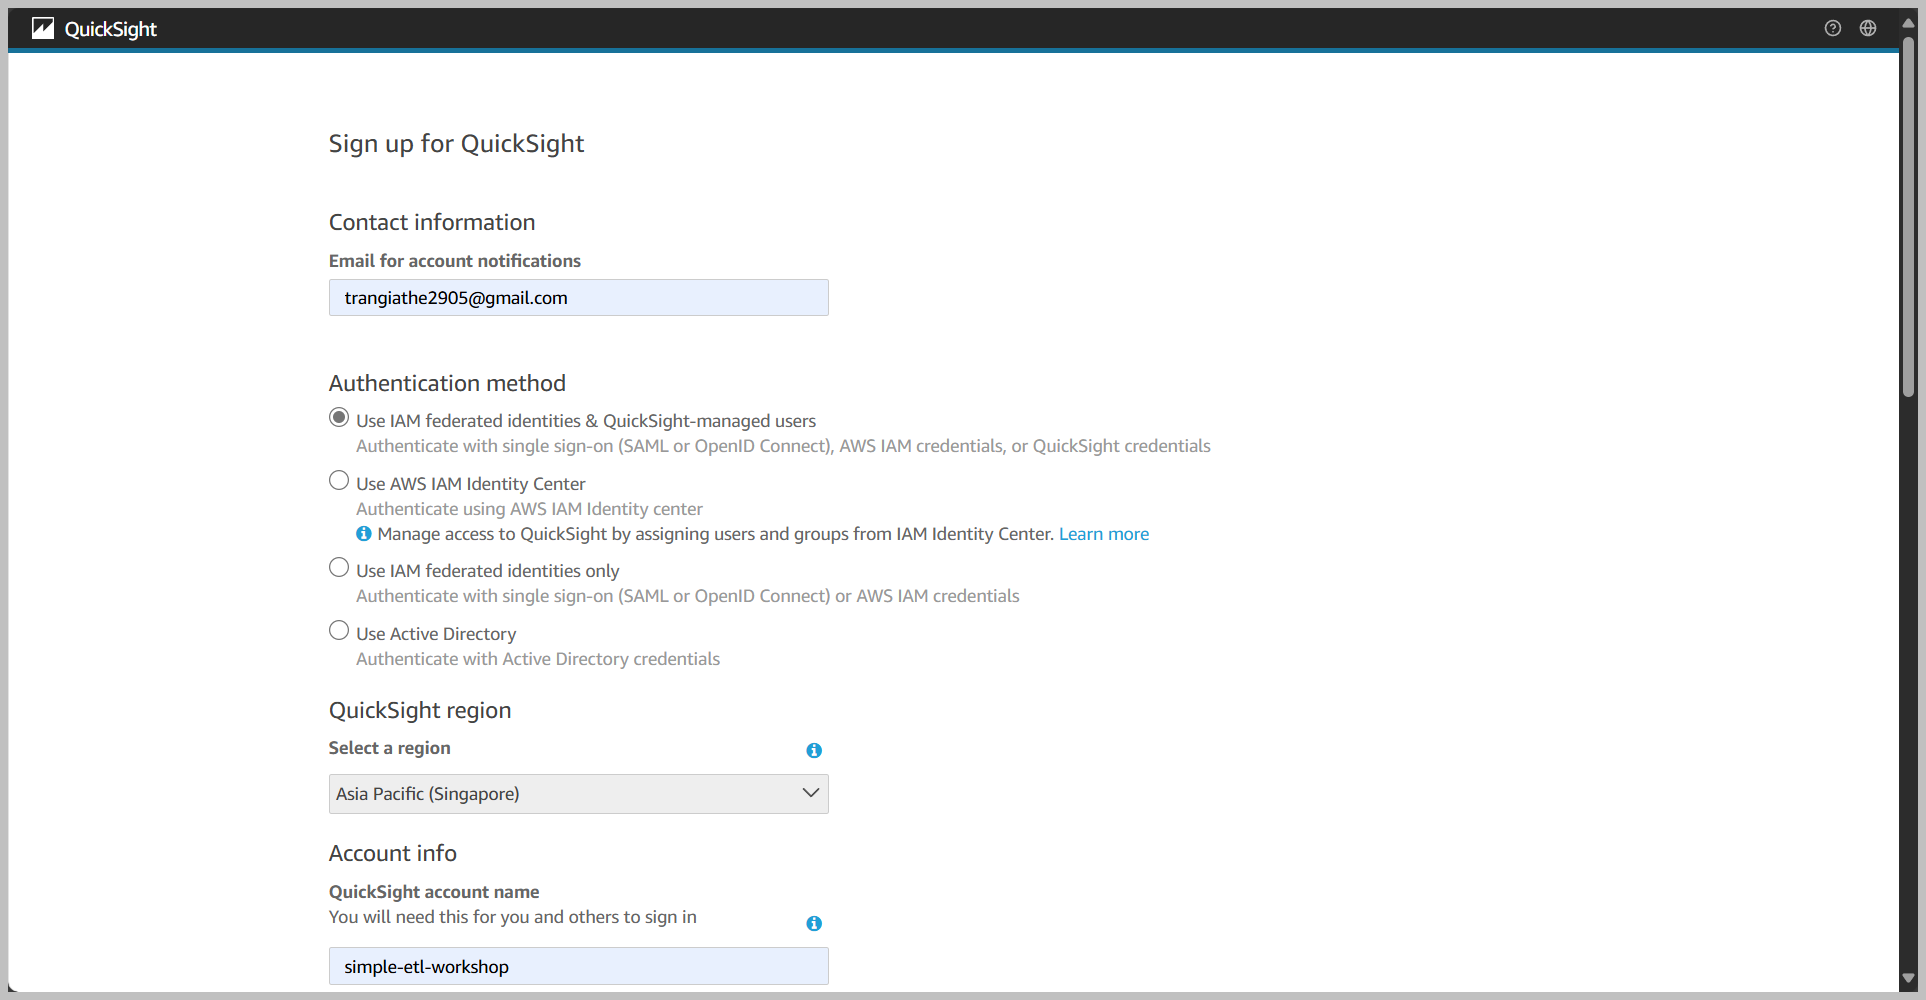 QuickSight
Sign up for QuickSight
Contact information
Email for account notifications
trangiathe2905@gmail.com
Authentication method
Use IAM federated identities & QuickSight-managed users
Authenticate with single sign-on (SAML or OpenID Connect), AWS IAM credentials, or QuickSight credentials
Use AWS IAM Identity Center
Authenticate using AWS IAM Identity center
Manage access to QuickSight by assigning users and groups from IAM Identity Center. Learn more
Use IAM federated identities only
Authenticate with single sign-on (SAML or OpenID Connect) or AWS IAM credentials
Use Active Directory
Authenticate with Active Directory credentials
QuickSight region
Select a region
Asia Pacific (Singapore)
Account info
QuickSight account name
You will need this for you and others to sign in
simple-etl-workshop